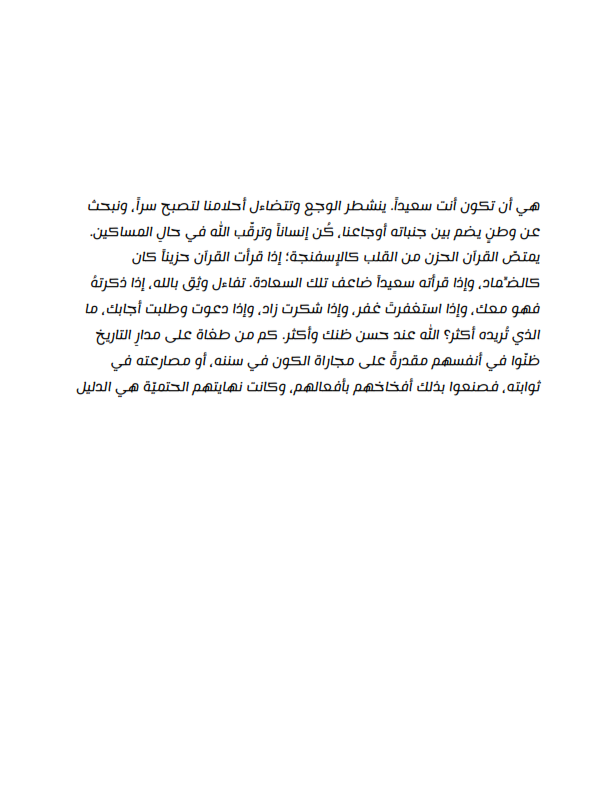 هي أن تكون أنت سعيداً. ينشطر الوجع وتتضاءل أحلامنا لتصبح سراً، ونبحث
عن وطنٍ يضم بين جنباته أوجاعنا، كُن إنساناً وترقّب الله في حالِ المساكين.
يمتصّ القرآن الحزن من القلب كالإسفنجة؛ إذا قرأت القرآن حزيناً كان
كالضّماد، وإذا قرأته سعيداً ضاعف تلك السعادة. تفاءل وثِق بالله، إذا ذكرتهُ
فهو معك، وإذا استغفرتَ غفر، وإذا شكرت زاد، وإذا دعوت وطلبت أجابك، ما
الذي تُريده أكثر؟ الله عند حسن ظنك وأكثر. كم من طغاة على مدارِ التاريخ
ظنّوا في أنفسهم مقدرةً على مجاراة الكون في سننه، أو مصارعته في
ثوابته، فصنعوا بذلك أفخاخهم بأفعالهم، وكانت نهايتهم الحتميّة هي الدليل